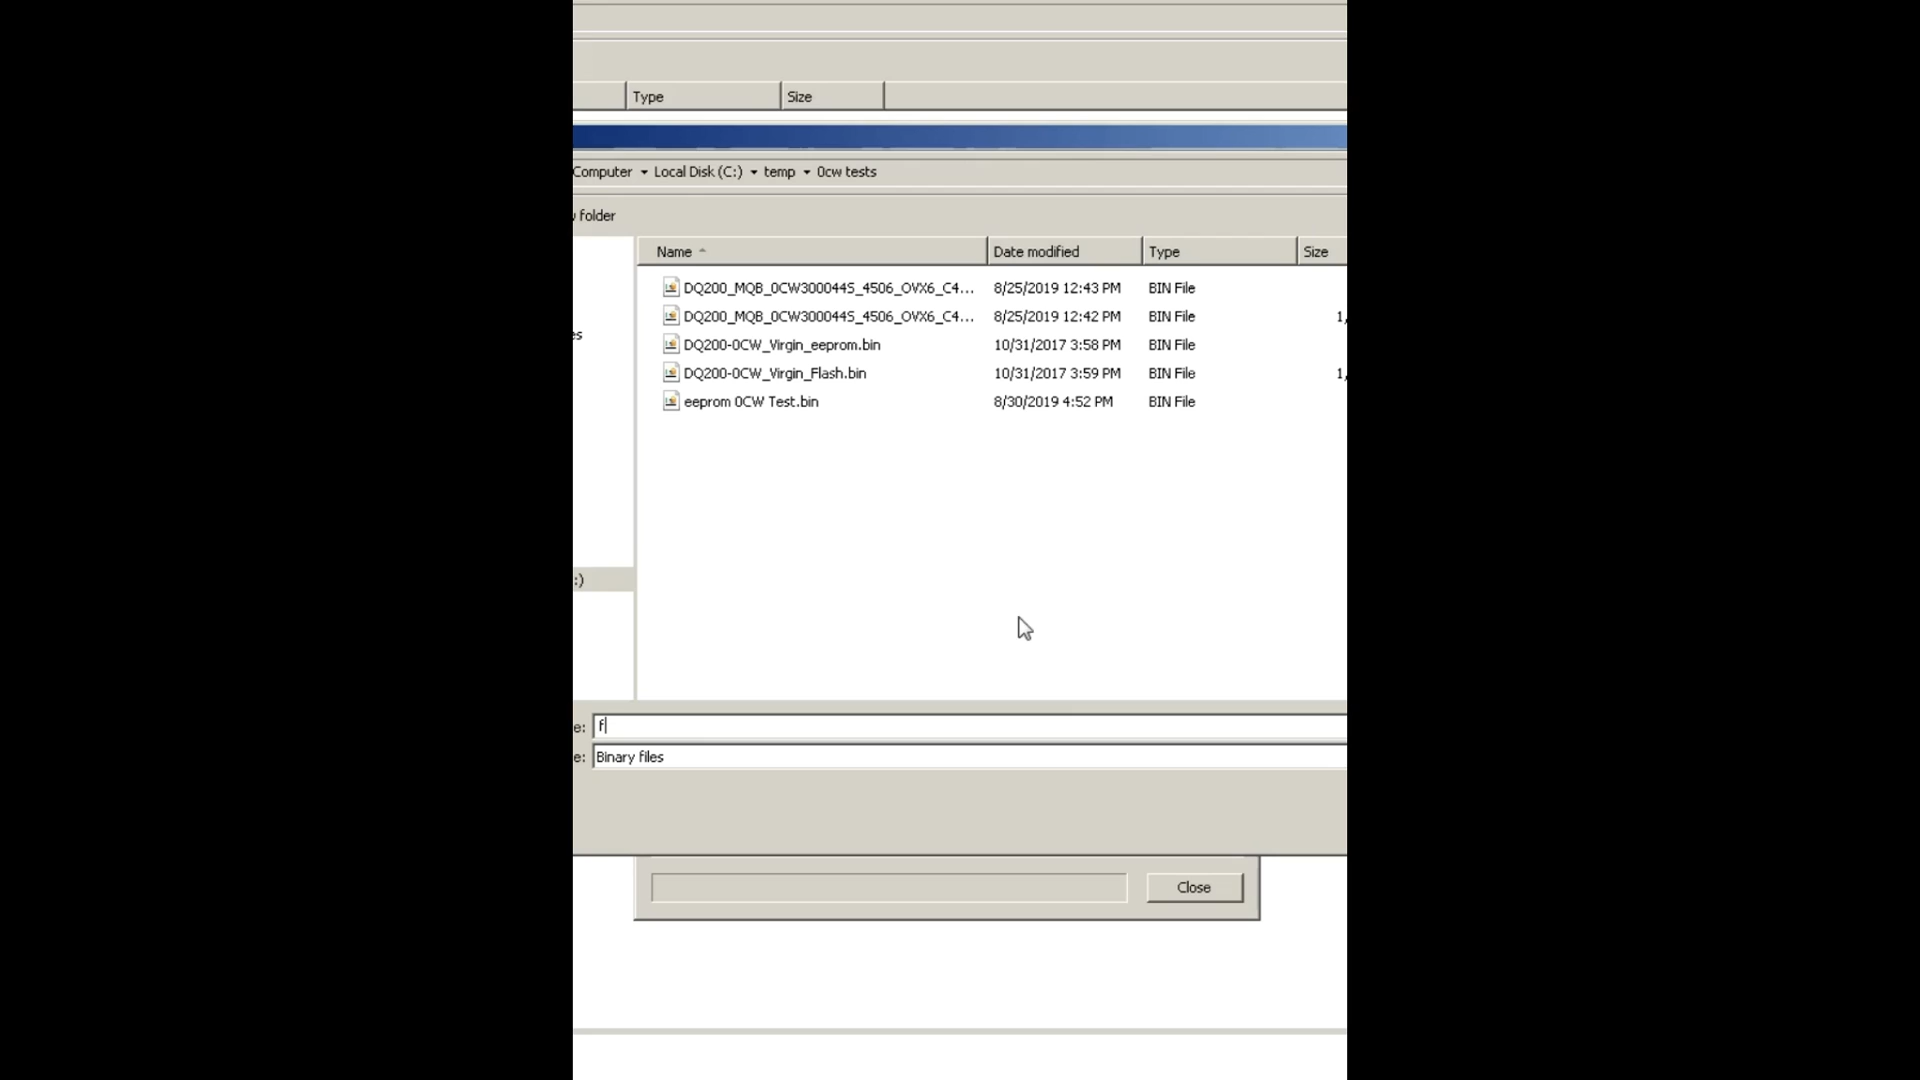 Type Size
Computer Local Disk (C:) temp 0cw tests
folder
Name Date modified Type Size
DQ200_MQB_0CW300044S_4506_OVX6_C4... 8/25/2019 12:43 PM BIN File
DQ200_MQB_0CW300044S_4506_OVX6_C4... 8/25/2019 12:42 PM BIN File 1,
DQ200-0CW_Virgin_eeprom.bin 10/31/2017 3:58 PM BIN File
DQ200-0CW_Virgin_Flash.bin 10/31/2017 3:59 PM BIN File 1,
eeprom 0CW Test.bin 8/30/2019 4:52 PM BIN File
:)
e: f
e: Binary files
Close